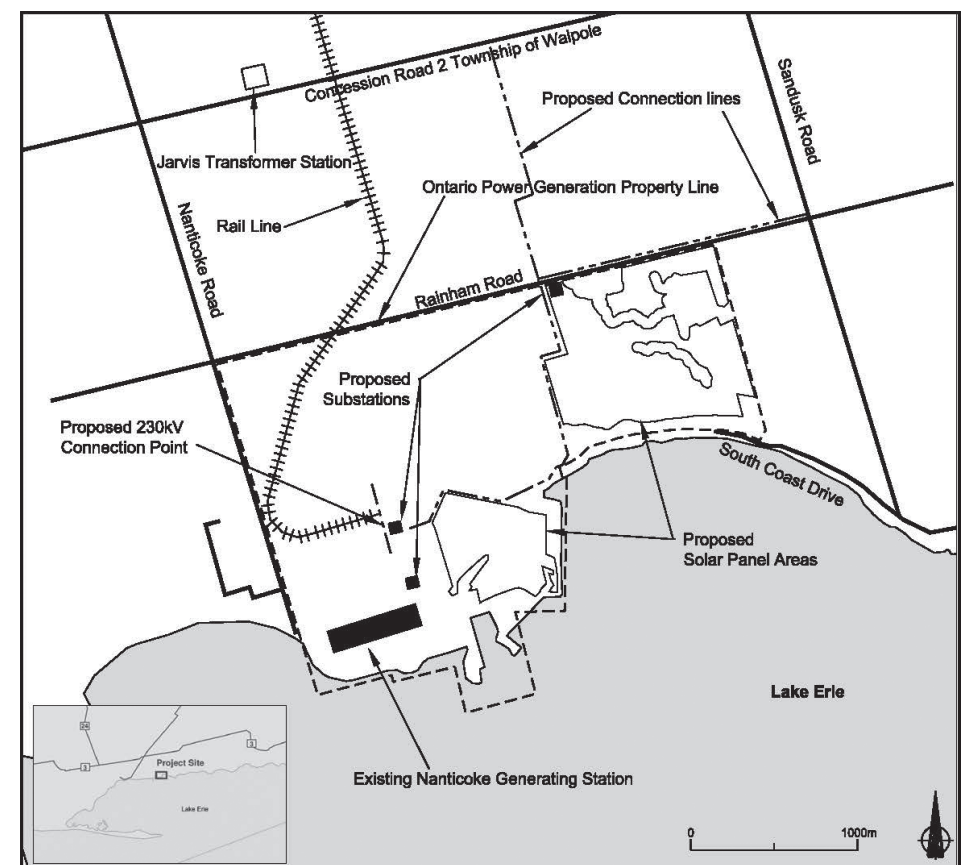 Concession Road 2 Township of Walpole
Sandusk Road
Proposed Connection lines
Jarvis Transformer Station
Ontario Power Generation Property Line
Nanticoke Road
Rail Line
Rainham Road
Proposed
Substations
Proposed 230kV
Connection Point
South Coast Drive
Proposed
Solar Panel Areas
Lake Erie
24
3
3
Project Site
Lake Erie
Existing Nanticoke Generating Station
0
1000m